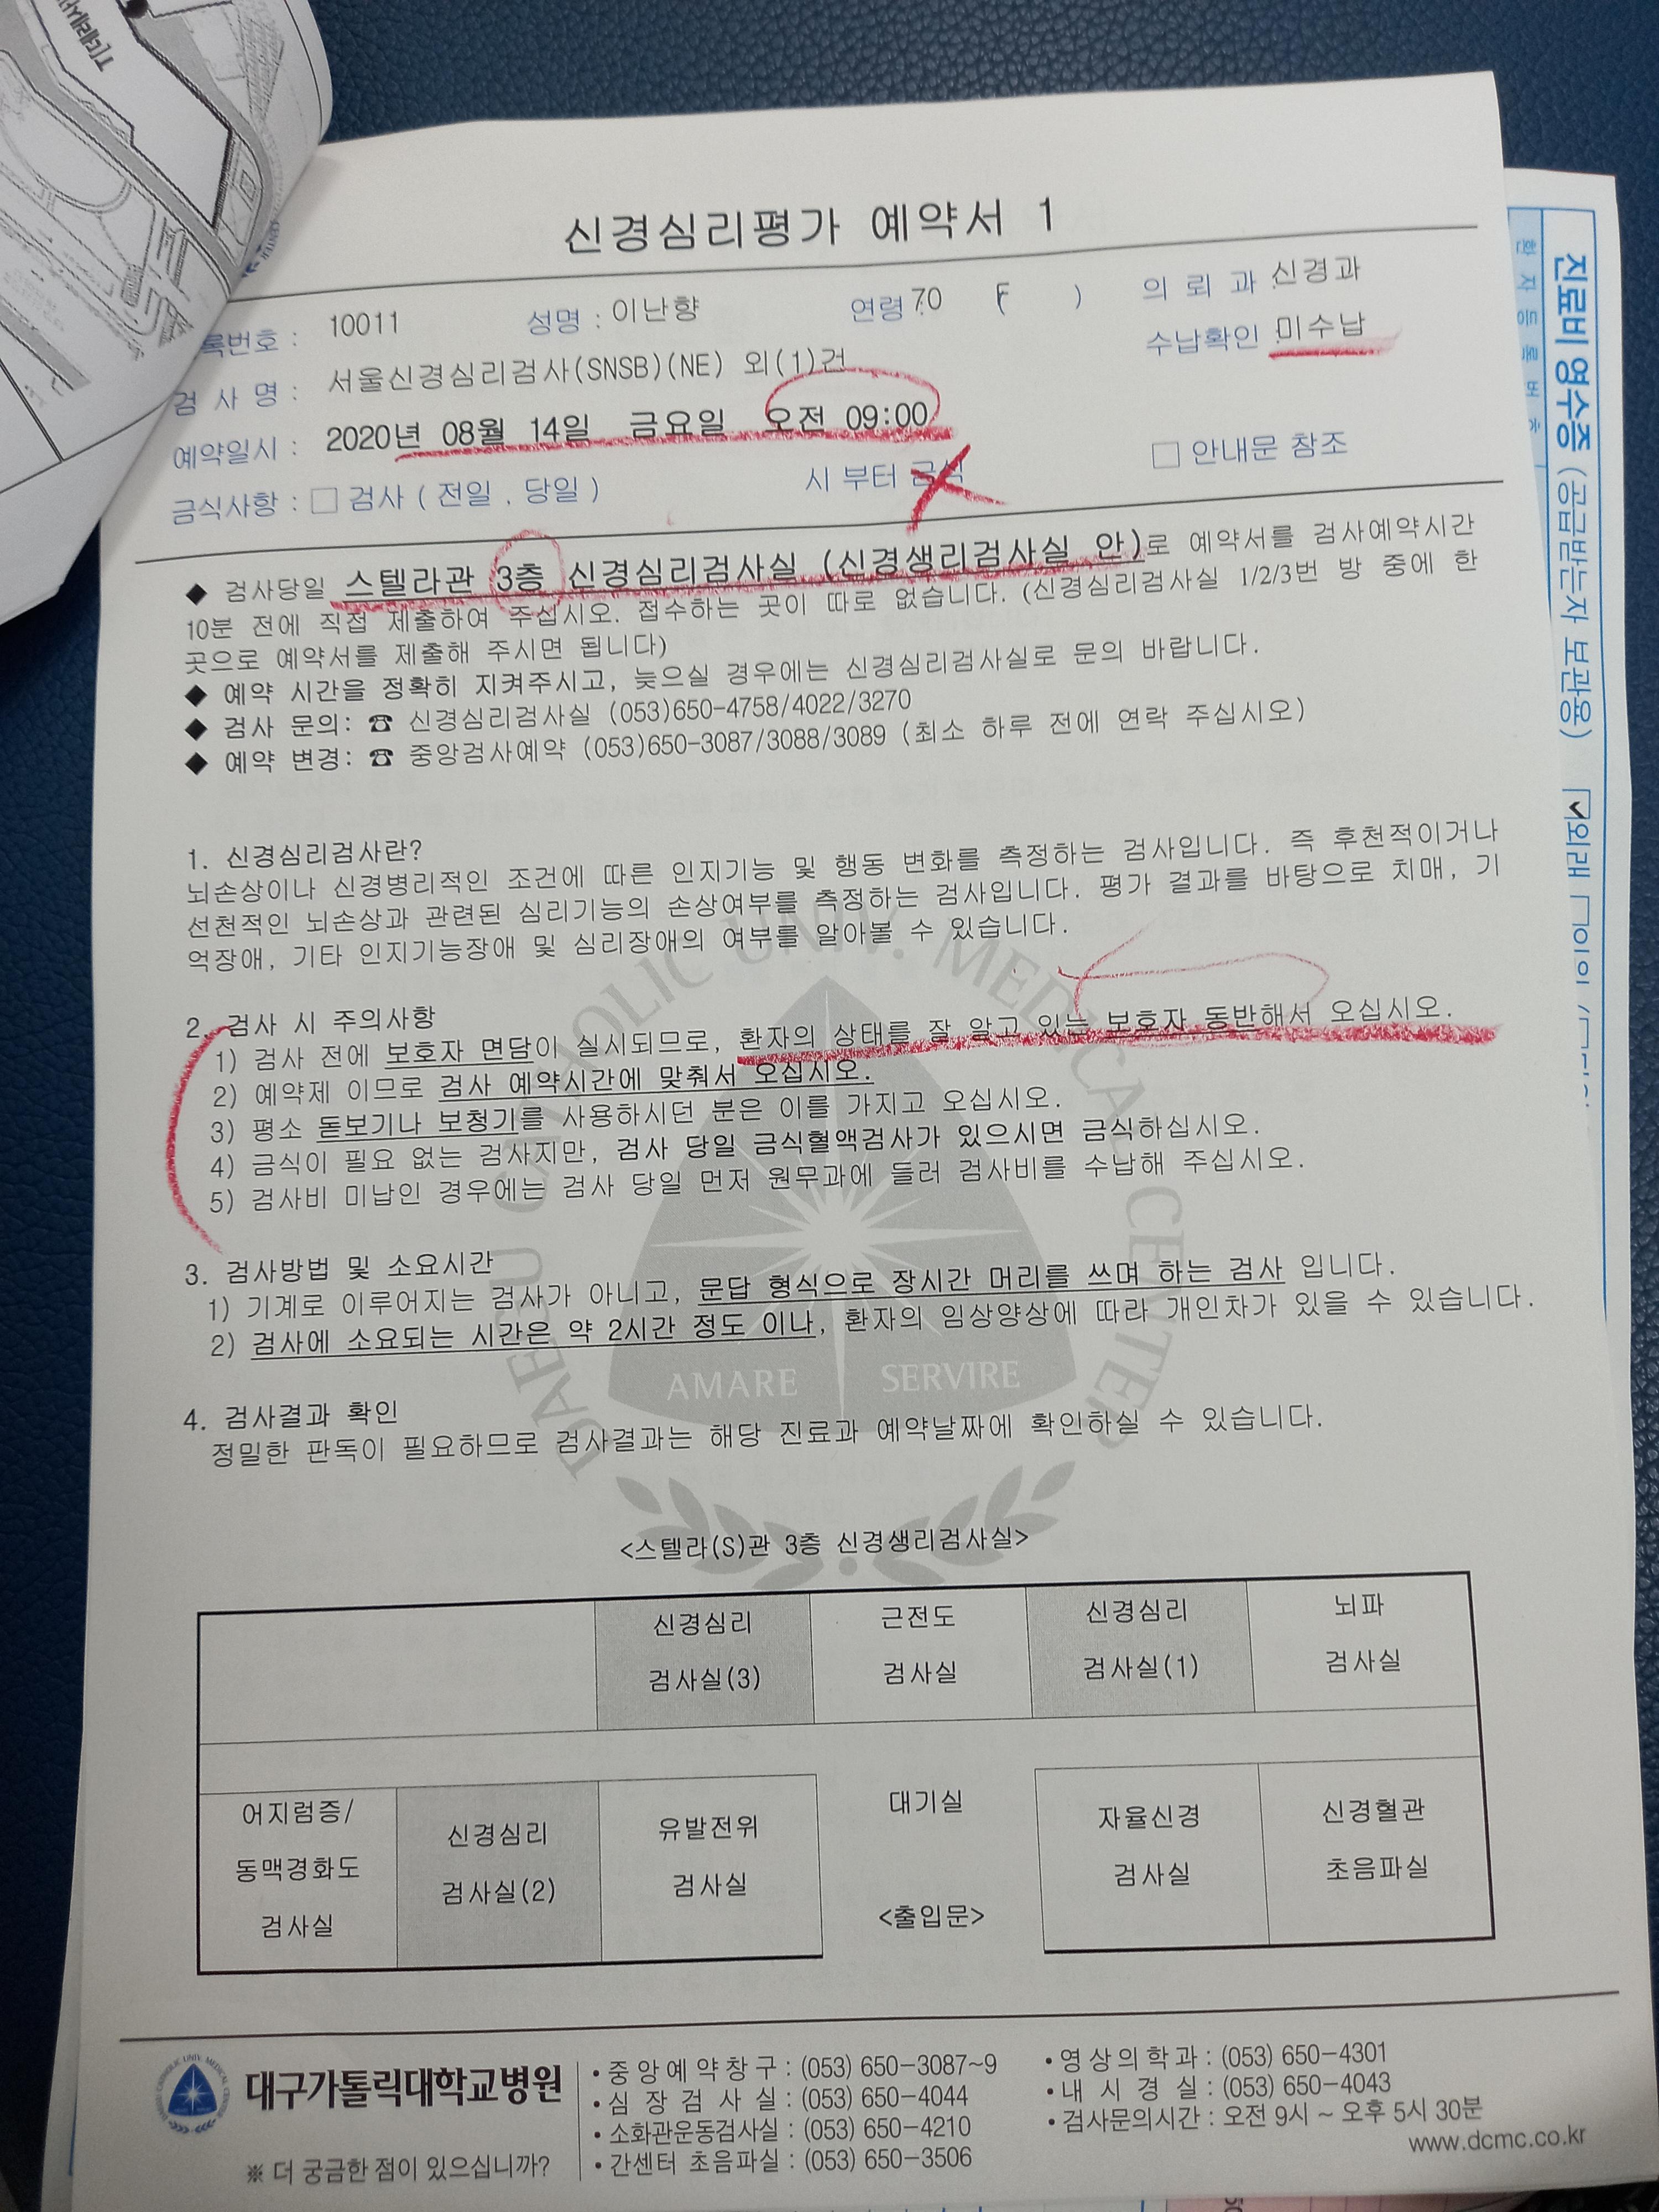 신경심리평가 예약서 1
록번호 : 10011 성명 : 이난향 연령 70 ( F ) 의 뢰 과 신경과
검 사 명 : 서울신경심리검사(SNSB)(NE) 외(1)건 수납확인 미수납
예약일시 : 2020년 08월 14일 금요일 오전 09:00
금식사항 : □ 검사 ( 전일 . 당일 ) 시 부터 금식 □ 안내문 참조
◆ 검사당일 스텔라관 3층 신경심리검사실 (신경생리검사실 안)로 예약서를 검사예약시간
10분 전에 직접 제출하여 주십시오. 접수하는 곳이 따로 없습니다. (신경심리검사실 1/2/3번 방 중에 한
곳으로 예약서를 제출해 주시면 됩니다)
◆ 예약 시간을 정확히 지켜주시고, 늦으실 경우에는 신경심리검사실로 문의 바랍니다.
◆ 검사 문의: ☎ 신경심리검사실 (053)650-4758/4022/3270
◆ 예약 변경: ☎ 중앙검사예약 (053)650-3087/3088/3089 (최소 하루 전에 연락 주십시오)
1. 신경심리검사란?
뇌손상이나 신경병리적인 조건에 따른 인지기능 및 행동 변화를 측정하는 검사입니다. 즉 후천적이거나
선천적인 뇌손상과 관련된 심리기능의 손상여부를 측정하는 검사입니다. 평가 결과를 바탕으로 치매, 기
억장애, 기타 인지기능장애 및 심리장애의 여부를 알아볼 수 있습니다.
2. 검사 시 주의사항
1) 검사 전에 보호자 면담이 실시되므로, 환자의 상태를 잘 알고 있는 보호자 동반해서 오십시오.
2) 예약제 이므로 검사 예약시간에 맞춰서 오십시오.
3) 평소 돋보기나 보청기를 사용하시던 분은 이를 가지고 오십시오.
4) 금식이 필요 없는 검사지만, 검사 당일 금식혈액검사가 있으시면 금식하십시오.
5) 검사비 미납인 경우에는 검사 당일 먼저 원무과에 들러 검사비를 수납해 주십시오.
3. 검사방법 및 소요시간
1) 기계로 이루어지는 검사가 아니고, 문답 형식으로 장시간 머리를 쓰며 하는 검사 입니다.
2) 검사에 소요되는 시간은 약 2시간 정도 이나, 환자의 임상양상에 따라 개인차가 있을 수 있습니다.
4. 검사결과 확인
정밀한 판독이 필요하므로 검사결과는 해당 진료과 예약날짜에 확인하실 수 있습니다.
DAEGU CATHOLIC UNIV. MEDICAL CENTER
AMARE SERVIRE
<스텔라(S)관 3층 신경생리검사실>
신경심리 근전도 신경심리 뇌파
검사실(3) 검사실 검사실(1) 검사실
어지럼증/ 신경심리 유발전위 대기실 자율신경 신경혈관
동맥경화도 검사실(2) 검사실 검사실 초음파실
검사실 <출입문>
대구가톨릭대학교병원
※ 더 궁금한 점이 있으십니까?
• 중앙예약창구 : (053) 650-3087~9
• 심장검사실 : (053) 650-4044
• 소화관운동검사실 : (053) 650-4210
• 간센터 초음파실 : (053) 650-3506
• 영상의학과 : (053) 650-4301
• 내시경실 : (053) 650-4043
• 검사문의시간 : 오전 9시 ~ 오후 5시 30분
www.dcmc.co.kr
진료비 영수증 (공급받는자 보관용) ☑외래
환자등록번호